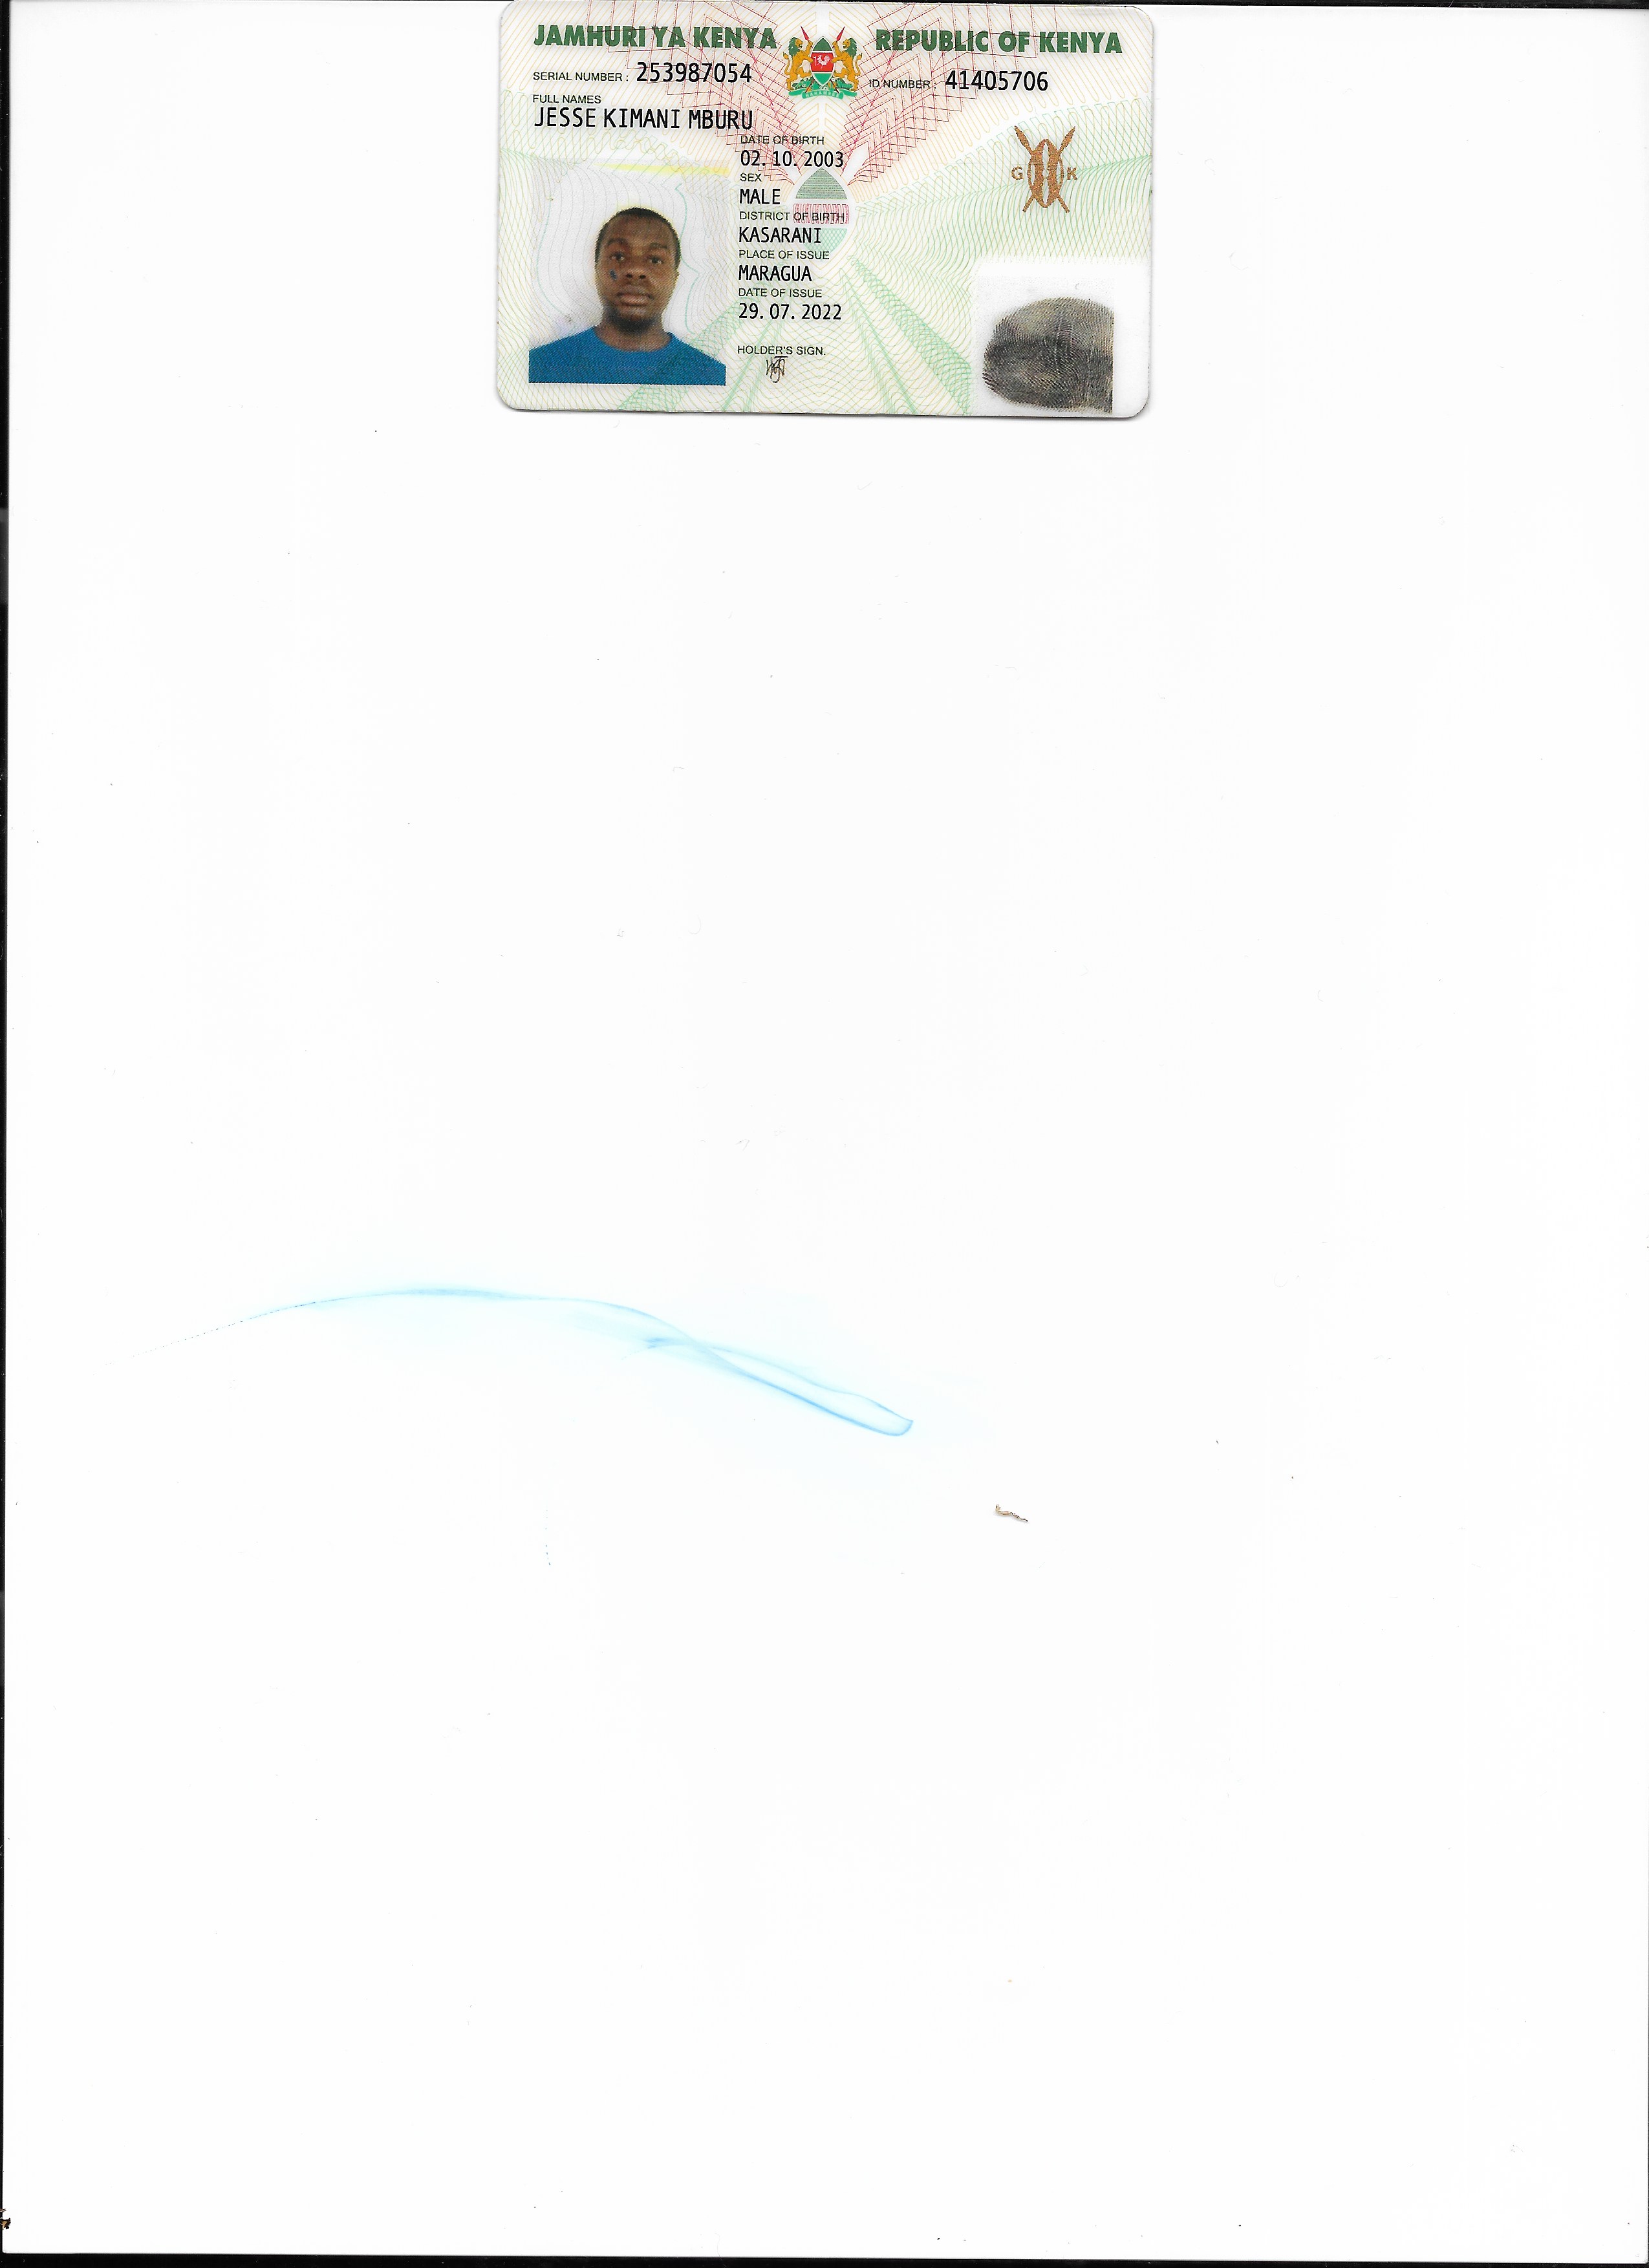 JAMHURI YA KENYA REPUBLIC OF KENYA
SERIAL NUMBER : 253987054 ID NUMBER : 41405706
FULL NAMES
JESSE KIMANI MBURU
DATE OF BIRTH
02. 10. 2003
SEX
MALE
G K
DISTRICT OF BIRTH
KASARANI
PLACE OF ISSUE
MARAGUA
DATE OF ISSUE
29. 07. 2022
HOLDER'S SIGN.